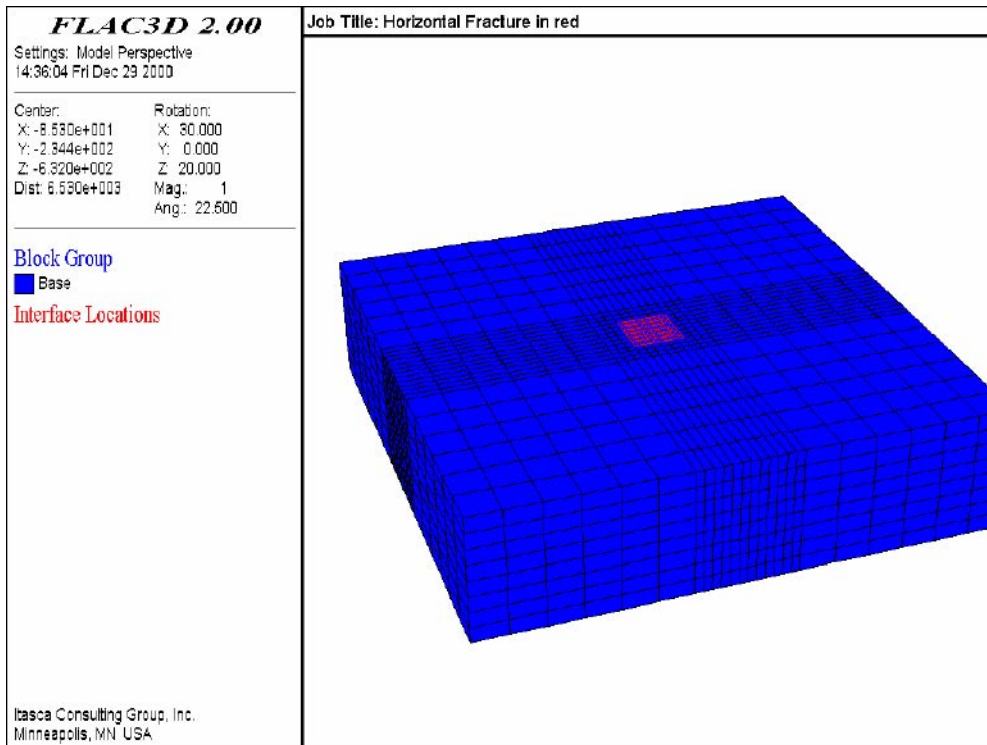 FLAC3D 2.00
Job Title: Horizontal Fracture in red
Settings: Model Perspective
14:36:04 Fri Dec 29 2000
Center: Rotation:
X: -8.530e+001 X: 30.000
Y: -2.344e+002 Y: 0.000
Z: -6.320e+002 Z: 20.000
Dist: 6.530e+003 Mag.: 1
Ang.: 22.500
Block Group
Base
Interface Locations
Itasca Consulting Group, Inc.
Minneapolis, MN USA